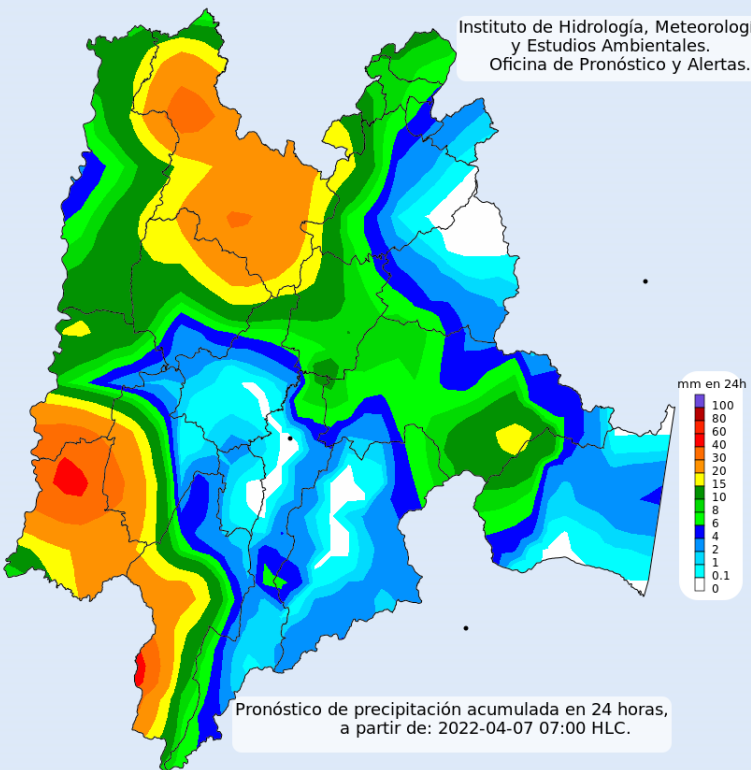 Instituto de Hidrología, Meteorologí
y Estudios Ambientales.
Oficina de Pronóstico y Alertas.
mm en 24h
100
80
60
40
30
20
15
10
8
6
4
2
1
0.1
0
Pronóstico de precipitación acumulada en 24 horas,
a partir de: 2022-04-07 07:00 HLC.